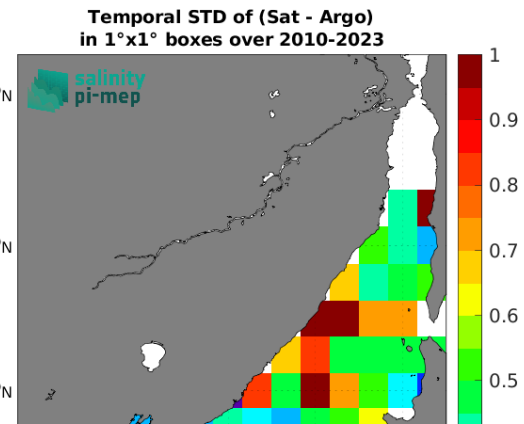 Temporal STD of (Sat - Argo)
in 1°x1° boxes over 2010-2023
salinity
pi-mep
°N
°N
°N
1
0.9
0.8
0.7
0.6
0.5